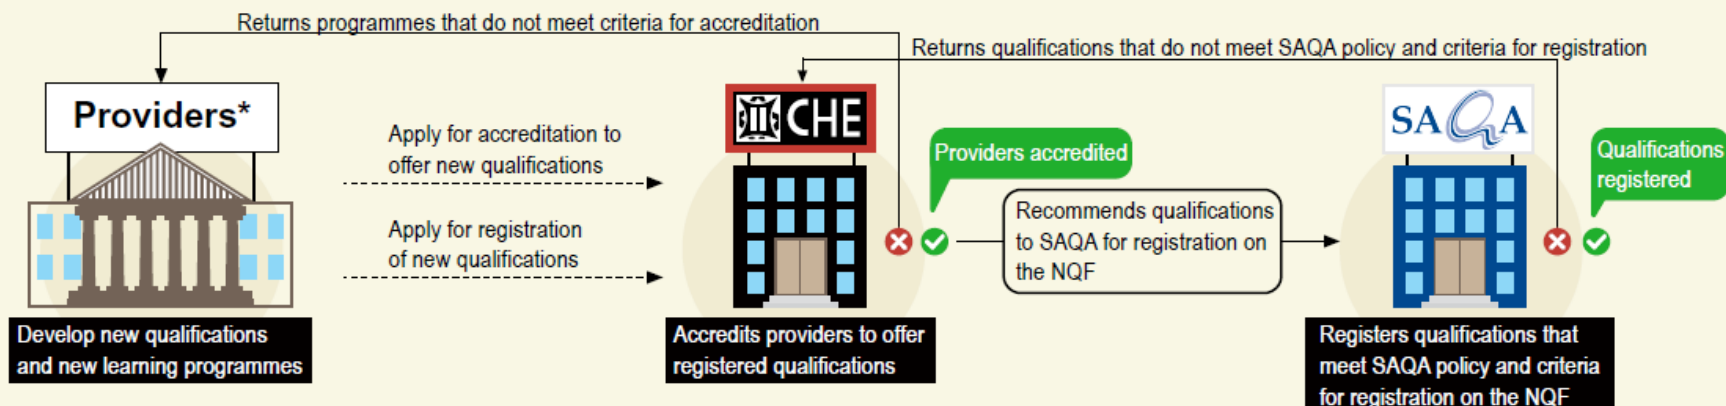 Returns programmes that do not meet criteria for accreditation
Returns qualifications that do not meet SAQA policy and criteria for registration
Providers*
Apply for accreditation to
offer new qualifications
Apply for registration
of new qualifications
Develop new qualifications
and new learning programmes
CHE
Providers accredited
Accredits providers to offer
registered qualifications
Recommends qualifications
to SAQA for registration on
the NQF
SAQA
Qualifications
registered
Registers qualifications that
meet SAQA policy and criteria
for registration on the NQF